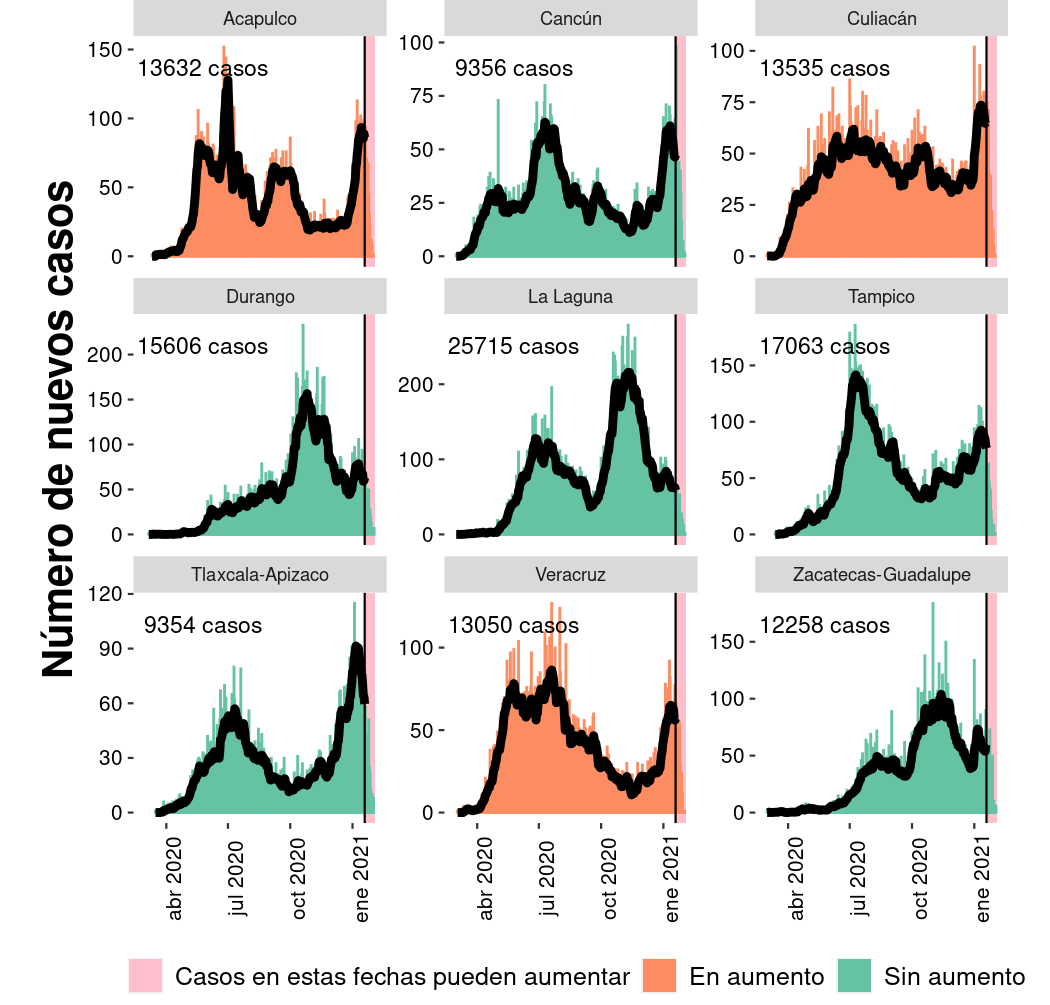 Número de nuevos casos
Acapulco
Cancún
Culiacán
150
100
50
0
13632 casos
100
75
50
25
0
9356 casos
100
75
50
25
0
13535 casos
Durango
La Laguna
Tampico
200
150
100
50
0
15606 casos
200
100
0
25715 casos
150
100
50
0
17063 casos
Tlaxcala-Apizaco
Veracruz
Zacatecas-Guadalupe
120
90
60
30
0
9354 casos
100
50
0
13050 casos
150
100
50
0
12258 casos
abr 2020
jul 2020
oct 2020
ene 2021
abr 2020
jul 2020
oct 2020
ene 2021
abr 2020
jul 2020
oct 2020
ene 2021
Casos en estas fechas pueden aumentar
En aumento
Sin aumento